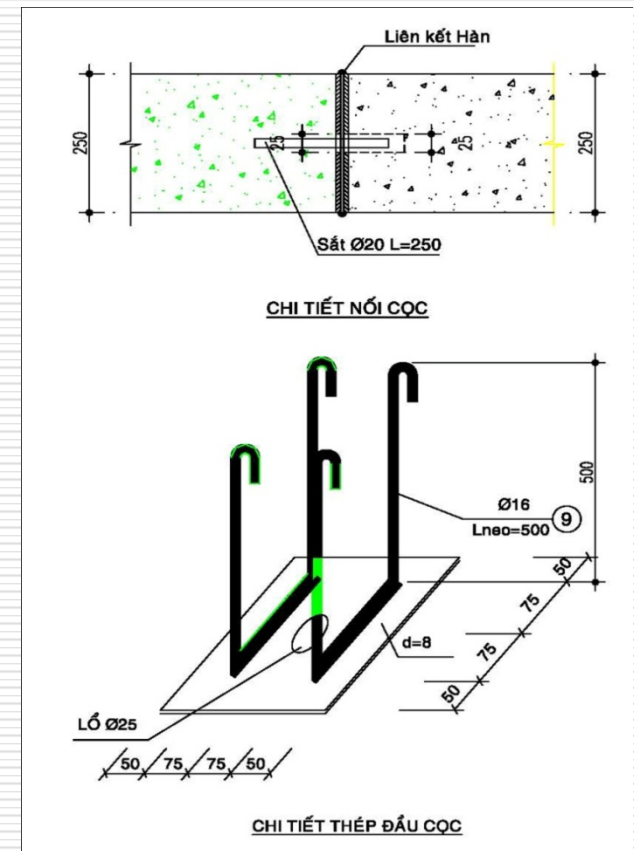 Liên kết Hàn
250
25
25
250
Sắt Ø20 L=250
CHI TIẾT NỐI CỌC
500
Ø16
Lneo=500
9
50
75
d=8
75
50
LỔ Ø25
50 75 75 50
CHI TIẾT THÉP ĐẦU CỌC